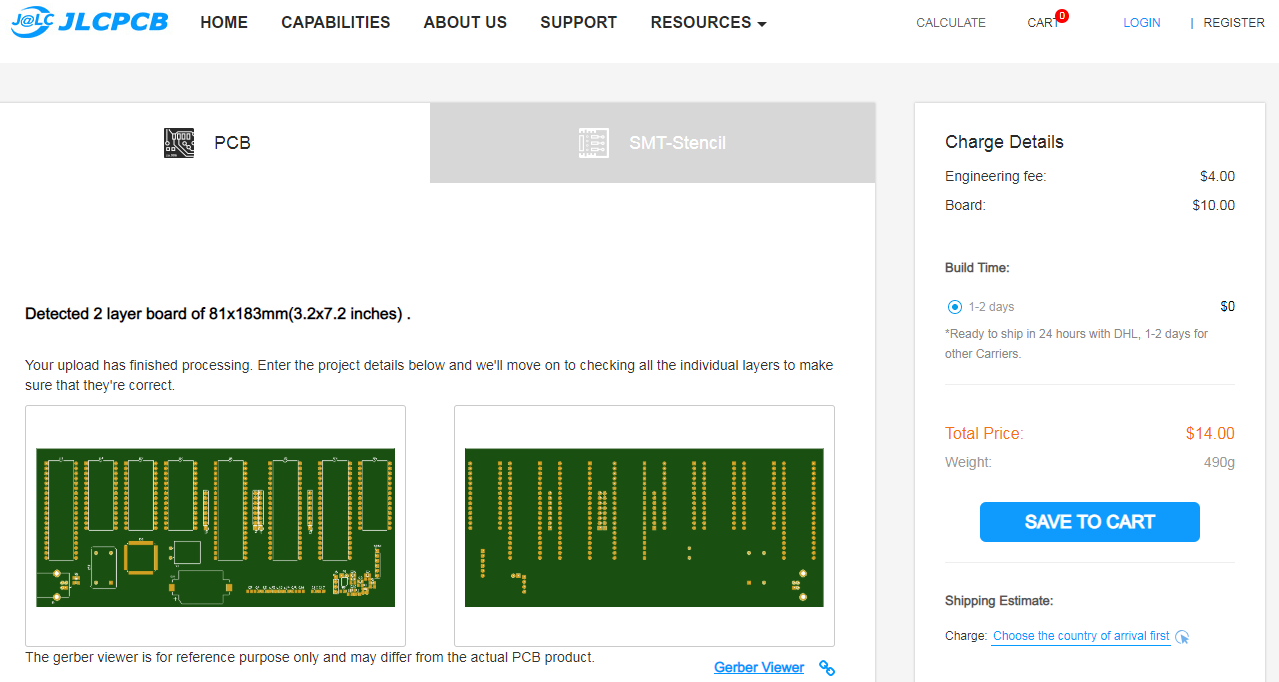 J@LC JLCPCB HOME CAPABILITIES ABOUT US SUPPORT RESOURCES CALCULATE CART 0 LOGIN | REGISTER
PCB
SMT-Stencil
Detected 2 layer board of 81x183mm(3.2x7.2 inches) .
Your upload has finished processing. Enter the project details below and we'll move on to checking all the individual layers to make
sure that they're correct.
The gerber viewer is for reference purpose only and may differ from the actual PCB product.
Gerber Viewer
Charge Details
Engineering fee: $4.00
Board: $10.00
Build Time:
1-2 days $0
*Ready to ship in 24 hours with DHL, 1-2 days for
other Carriers.
Total Price: $14.00
Weight: 490g
SAVE TO CART
Shipping Estimate:
Charge: Choose the country of arrival first